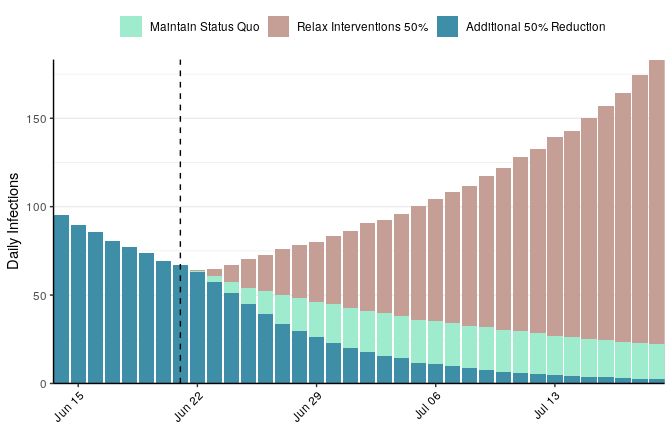 Maintain Status Quo Relax Interventions 50% Additional 50% Reduction
Daily Infections
150
100
50
0
Jun 15 Jun 22 Jun 29 Jul 06 Jul 13